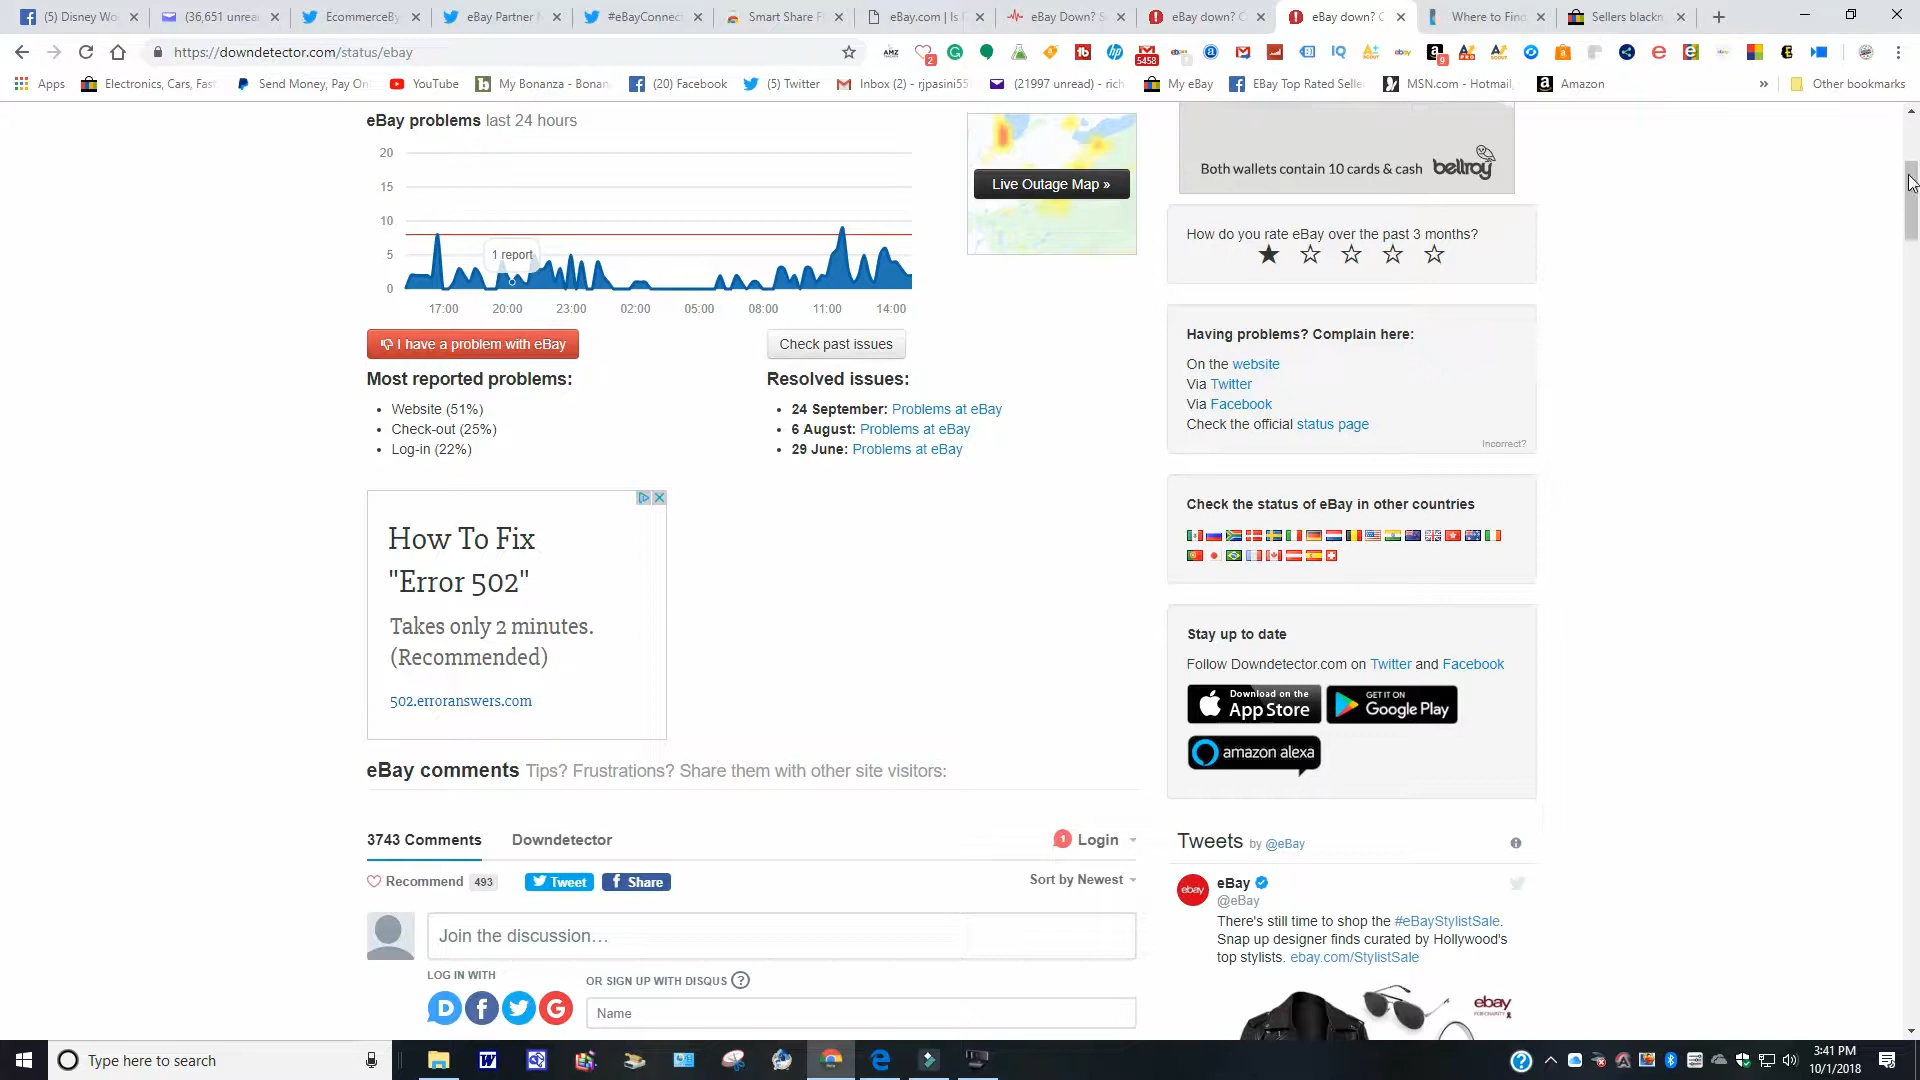 (5) Disney Wo
(36,651 unrea
EcommerceBy
eBay Partner
#eBayConnect
Smart Share F
eBay.com | Is
eBay Down? S
eBay down? C
eBay down? C
Where to Find
Sellers blackm
https://downdetector.com/status/ebay
Apps
Electronics, Cars, Fas
Send Money, Pay On
YouTube
My Bonanza - Bonan
(20) Facebook
(5) Twitter
Inbox (2) - rjpasini55
(21997 unread) - rich
My eBay
EBay Top Rated Selle
MSN.com - Hotmail,
Amazon
»
Other bookmarks
eBay problems last 24 hours
20
15
10
5
0
1 report
17:00 20:00 23:00 02:00 05:00 08:00 11:00 14:00
Live Outage Map »
I have a problem with eBay
Check past issues
Most reported problems:
• Website (51%)
• Check-out (25%)
• Log-in (22%)
Resolved issues:
• 24 September: Problems at eBay
• 6 August: Problems at eBay
• 29 June: Problems at eBay
How To Fix
"Error 502"
Takes only 2 minutes.
(Recommended)
502.erroranswers.com
eBay comments Tips? Frustrations? Share them with other site visitors:
3743 Comments
Downdetector
1 Login
Recommend 493
Tweet
Share
Sort by Newest
Join the discussion…
LOG IN WITH
OR SIGN UP WITH DISQUS ?
Name
Both wallets contain 10 cards & cash bellroy
How do you rate eBay over the past 3 months?
Having problems? Complain here:
On the website
Via Twitter
Via Facebook
Check the official status page
Incorrect?
Check the status of eBay in other countries
Stay up to date
Follow Downdetector.com on Twitter and Facebook
Download on the
App Store
GET IT ON
Google Play
amazon alexa
Tweets by @eBay
ebay
eBay
@eBay
There's still time to shop the #eBayStylistSale.
Snap up designer finds curated by Hollywood's
top stylists. ebay.com/StylistSale
ebay
Type here to search
3:41 PM
10/1/2018